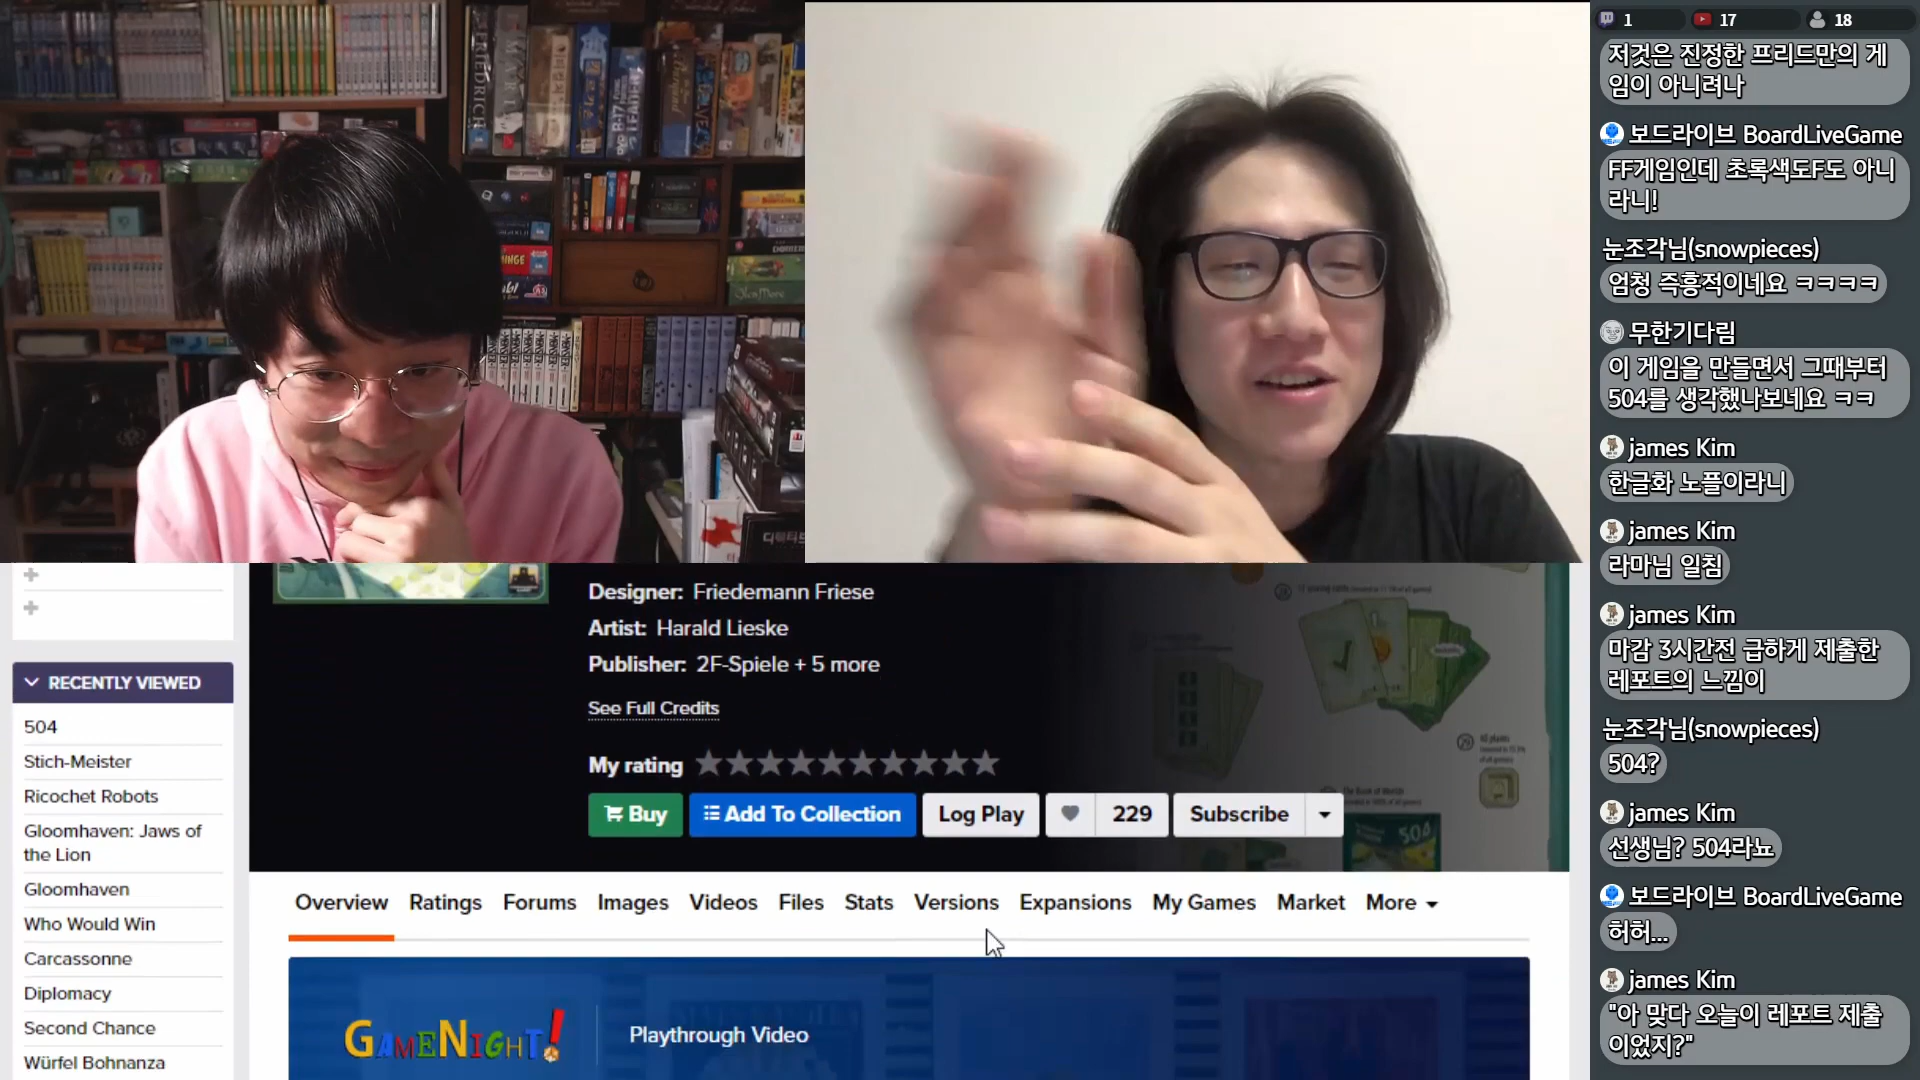 FRIEDRICH
B-17
LEADER
Designer: Friedemann Friese
Artist: Harald Lieske
Publisher: 2F-Spiele + 5 more
See Full Credits
My rating
Buy
Add To Collection
Log Play
229
Subscribe
504
RECENTLY VIEWED
504
Stich-Meister
Ricochet Robots
Gloomhaven: Jaws of
the Lion
Gloomhaven
Who Would Win
Carcassonne
Diplomacy
Second Chance
Würfel Bohnanza
Overview
Ratings
Forums
Images
Videos
Files
Stats
Versions
Expansions
My Games
Market
More
GAMENIGHT!
Playthrough Video
1
17
18
저것은 진정한 프리드만의 게
임이 아니려나
보드라이브 BoardLiveGame
FF게임인데 초록색도F도 아니
라니!
눈조각님(snowpieces)
엄청 즉흥적이네요 ㅋㅋㅋㅋ
무한기다림
이 게임을 만들면서 그때부터
504를 생각했나보네요 ㅋㅋ
james Kim
한글화 노플이라니
james Kim
라마님 일침
james Kim
마감 3시간전 급하게 제출한
레포트의 느낌이
눈조각님(snowpieces)
504?
james Kim
선생님? 504라뇨
보드라이브 BoardLiveGame
허허...
james Kim
"아 맞다 오늘이 레포트 제출
이었지?"